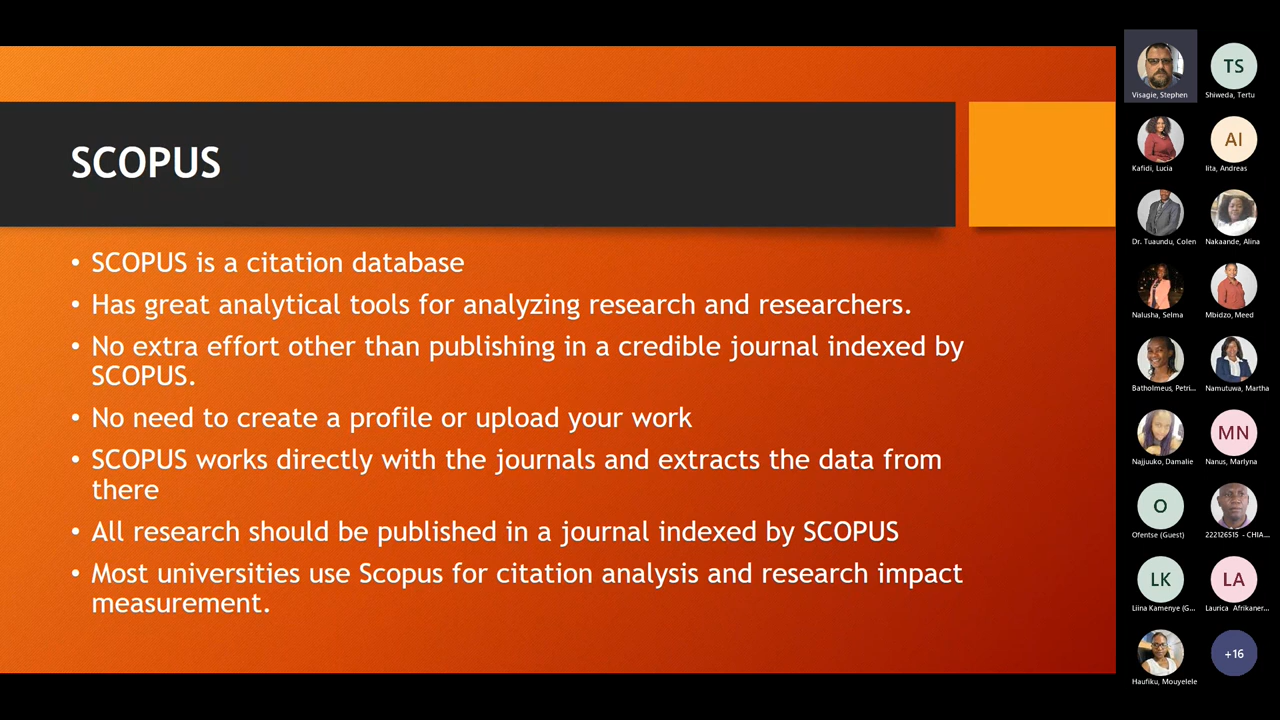 SCOPUS
• SCOPUS is a citation database
• Has great analytical tools for analyzing research and researchers.
• No extra effort other than publishing in a credible journal indexed by
SCOPUS.
• No need to create a profile or upload your work
• SCOPUS works directly with the journals and extracts the data from
there
• All research should be published in a journal indexed by SCOPUS
• Most universities use Scopus for citation analysis and research impact
measurement.
Visagie, Stephen
TS
Shiweda, Tertu
Kafidi, Lucia
AI
Iita, Andreas
Dr. Tuaundu, Colen
Nakaande, Alina
Nalusha, Selma
Mbidzo, Meed
Batholmeus, Petri...
Namutuwa, Martha
Najjuuko, Damalie
MN
Nanus, Marlyna
O
Ofentse (Guest)
222126515 - CHIA...
LK
Liina Kamenye (G...
LA
Laurica Afrikaner...
Haufiku, Mouyelele
+16